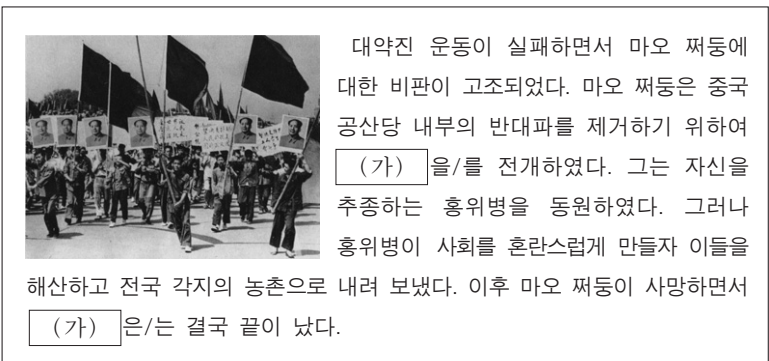 대약진 운동이 실패하면서 마오 쩌둥에
대한 비판이 고조되었다. 마오 쩌둥은 중국
공산당 내부의 반대파를 제거하기 위하여
(가) 을/를 전개하였다. 그는 자신을
추종하는 홍위병을 동원하였다. 그러나
홍위병이 사회를 혼란스럽게 만들자 이들을
해산하고 전국 각지의 농촌으로 내려 보냈다. 이후 마오 쩌둥이 사망하면서
(가) 은/는 결국 끝이 났다.